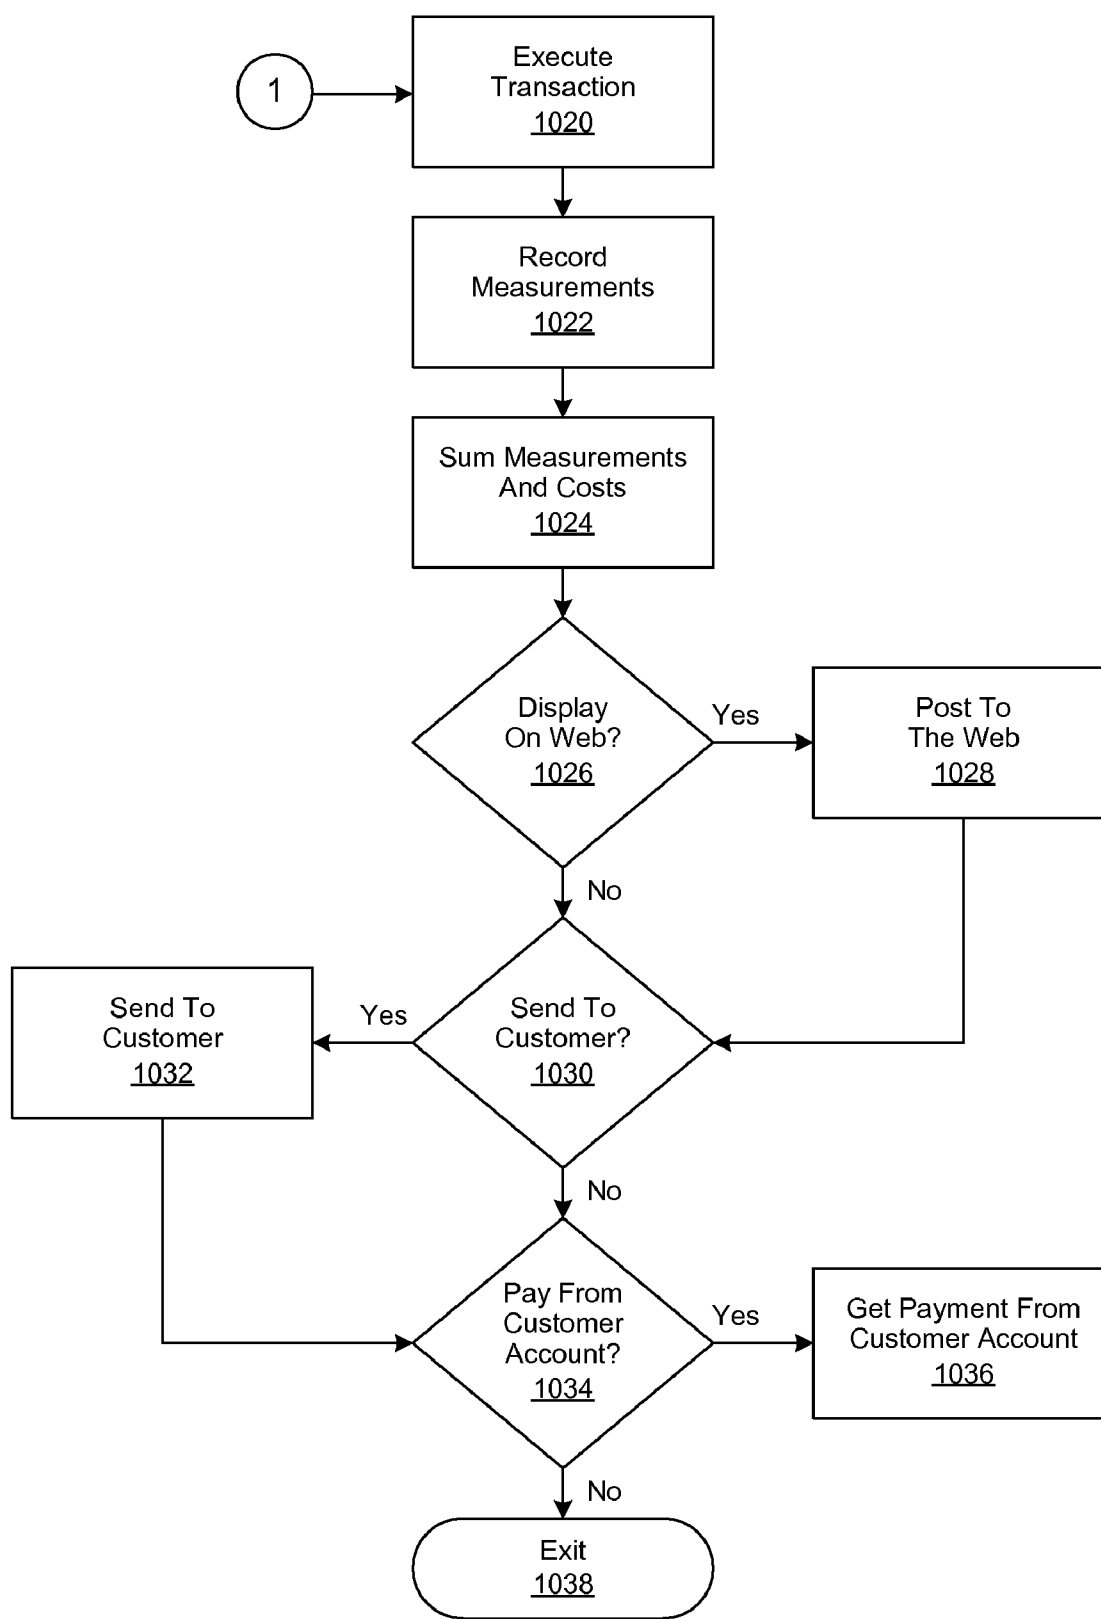 1
Execute
Transaction
1020
Record
Measurements
1022
Sum Measurements
And Costs
1024
Display
On Web?
1026
Yes
Post To
The Web
1028
No
Send To
Customer?
1030
Yes
Send To
Customer
1032
No
Pay From
Customer
Account?
1034
Yes
Get Payment From
Customer Account
1036
No
Exit
1038